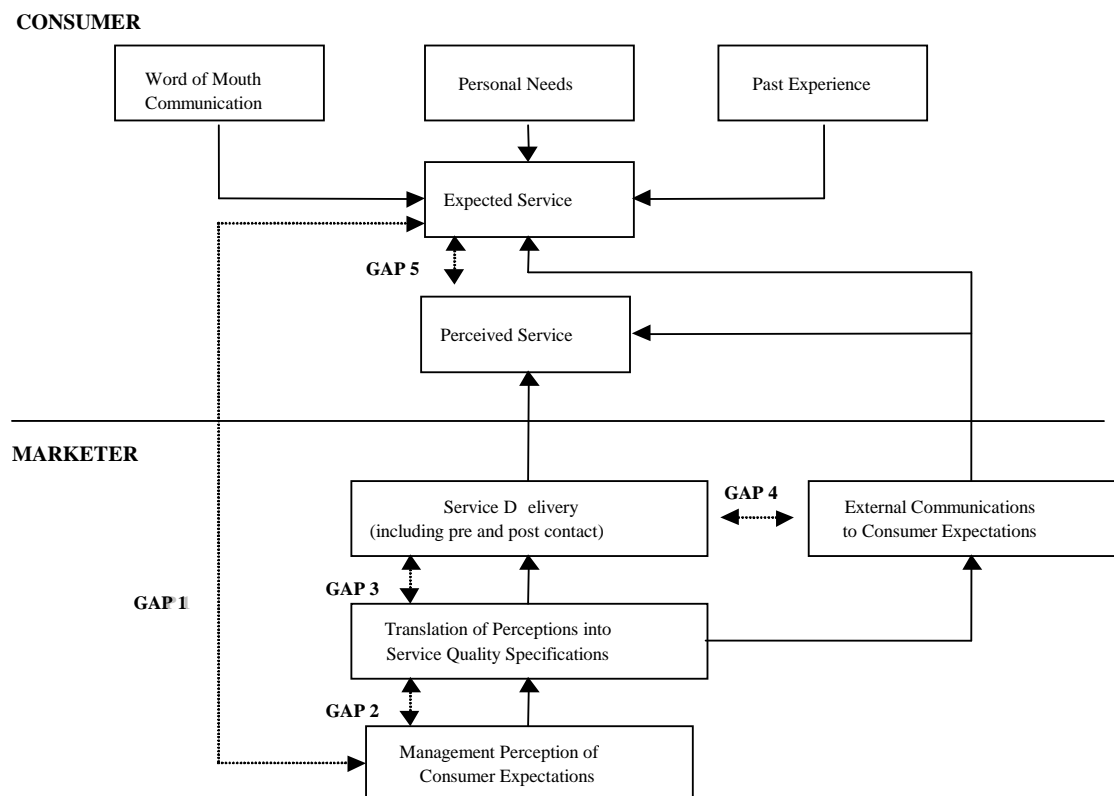 CONSUMER
Word of Mouth
Communication
Personal Needs
Past Experience
Expected Service
GAP 5
Perceived Service
MARKETER
Service D elivery
(including pre and post contact)
GAP 4
External Communications
to Consumer Expectations
GAP 3
GAP 1
Translation of Perceptions into
Service Quality Specifications
GAP 2
Management Perception of
Consumer Expectations